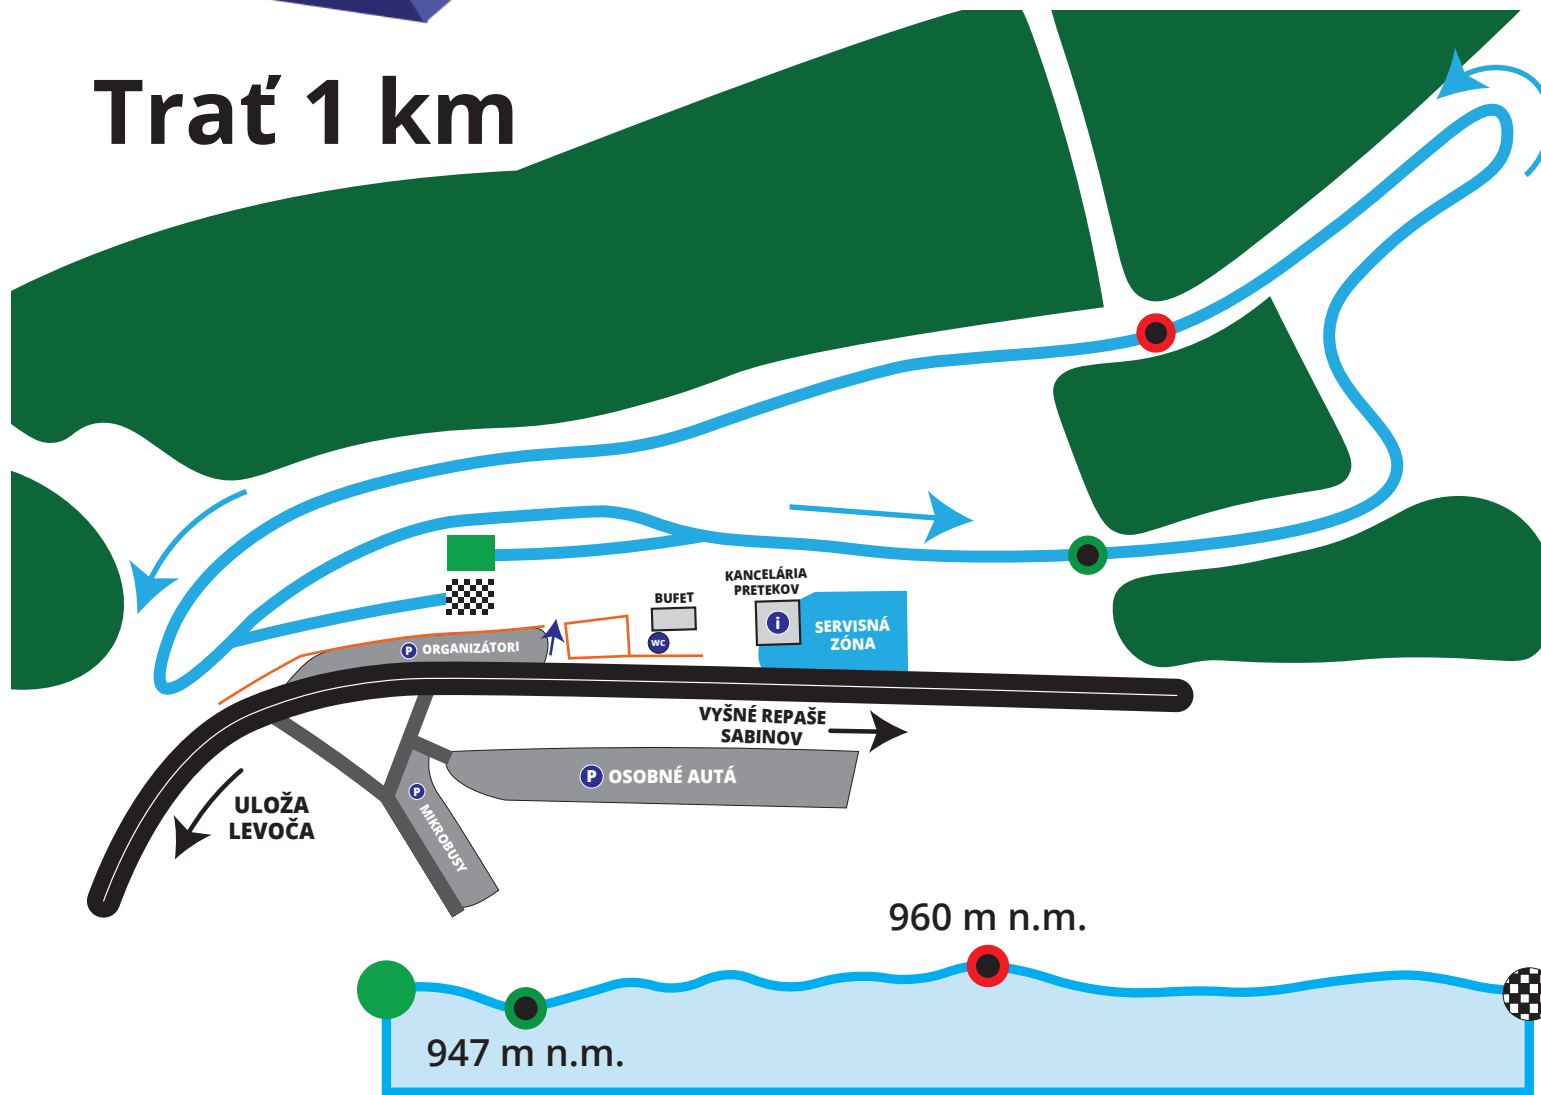 Trať 1 km
KANCELÁRIA
PRETEKOV
BUFET
i
SERVISNÁ
ZÓNA
WC
P ORGANIZÁTORI
VYŠNÉ REPAŠE
SABINOV
P OSOBNÉ AUTÁ
P
MIKROBUSY
ULOŽA
LEVOČA
960 m n.m.
947 m n.m.